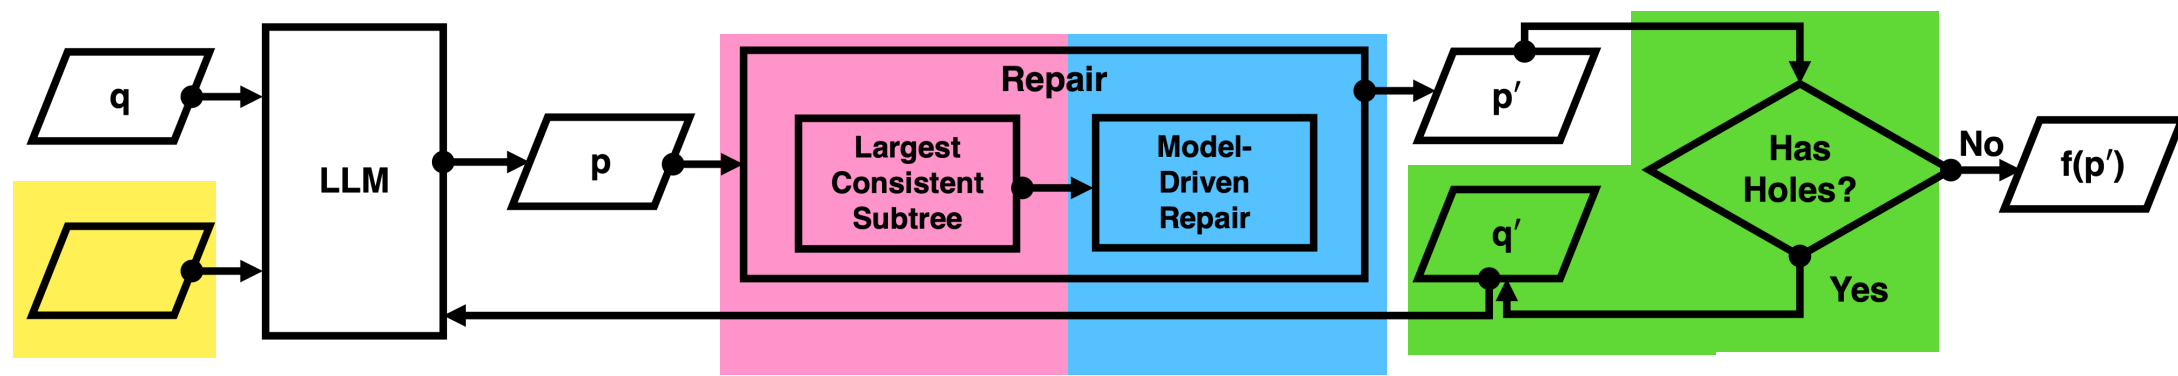 q
LLM
p
Repair
Largest
Consistent
Subtree
Model-
Driven
Repair
p′
q′
Has
Holes?
Yes
No
f(p′)